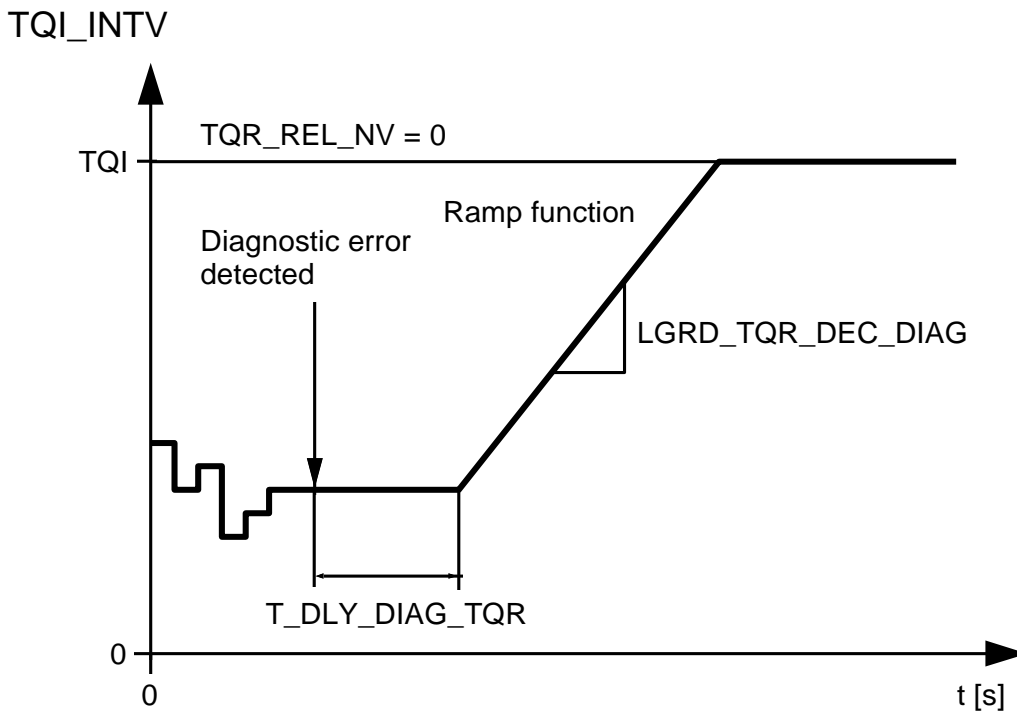 TQI_INTV
TQR_REL_NV = 0
TQI
Ramp function
Diagnostic error
detected
LGRD_TQR_DEC_DIAG
T_DLY_DIAG_TQR
0
0
t [s]